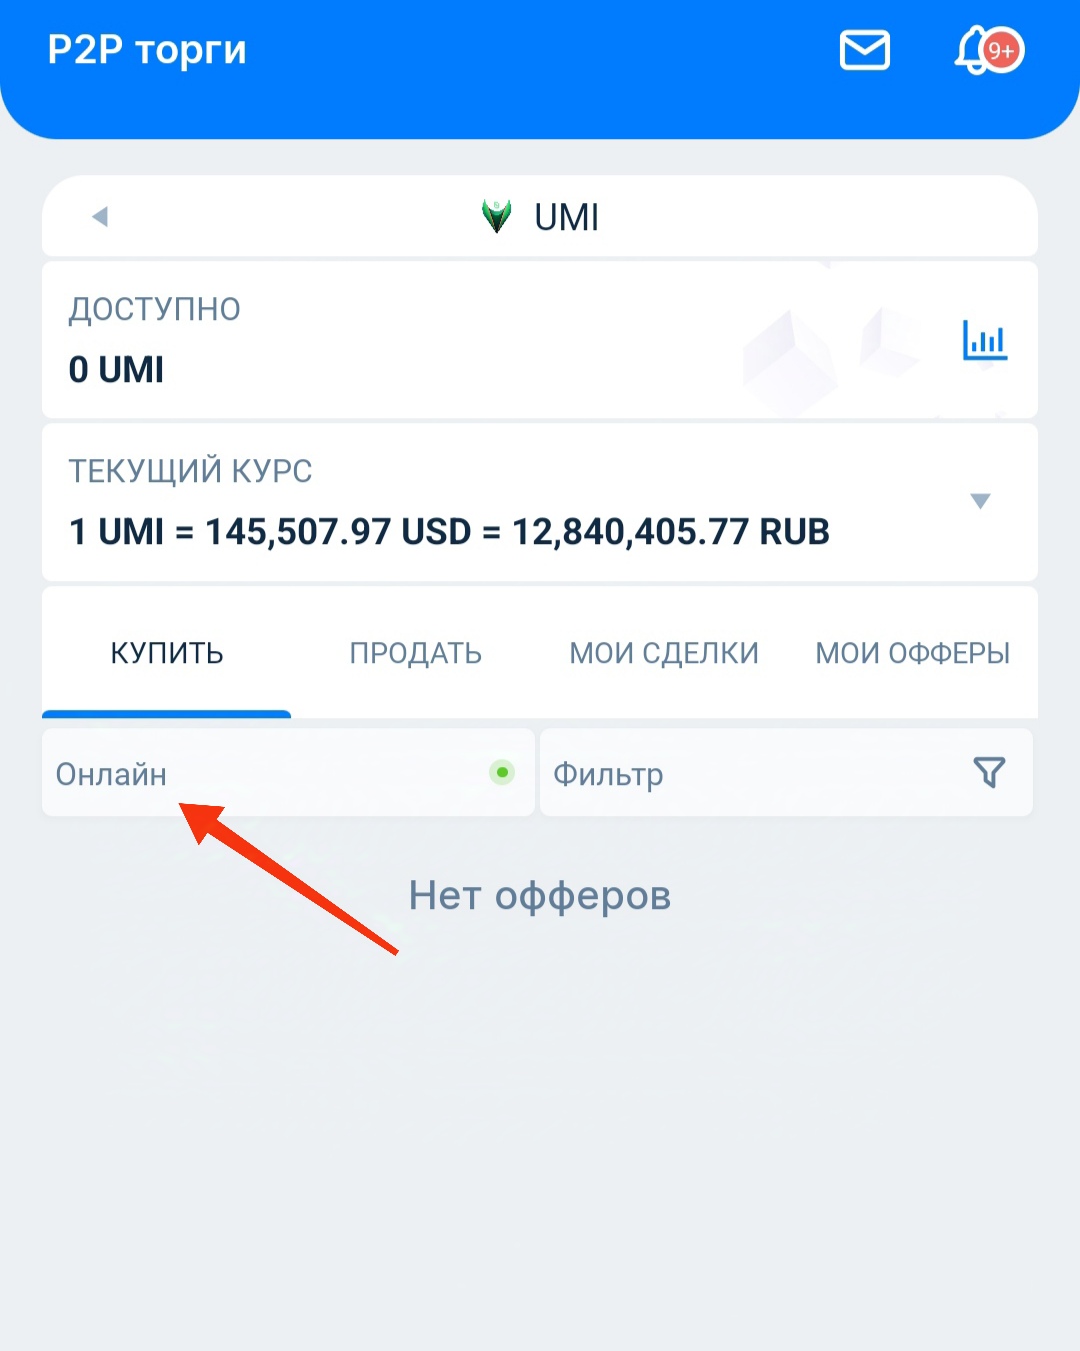 P2P торги
9+
UMI
ДОСТУПНО
0 UMI
ТЕКУЩИЙ КУРС
1 UMI = 145,507.97 USD = 12,840,405.77 RUB
КУПИТЬ ПРОДАТЬ МОИ СДЕЛКИ МОИ ОФФЕРЫ
Онлайн Фильтр
Нет офферов